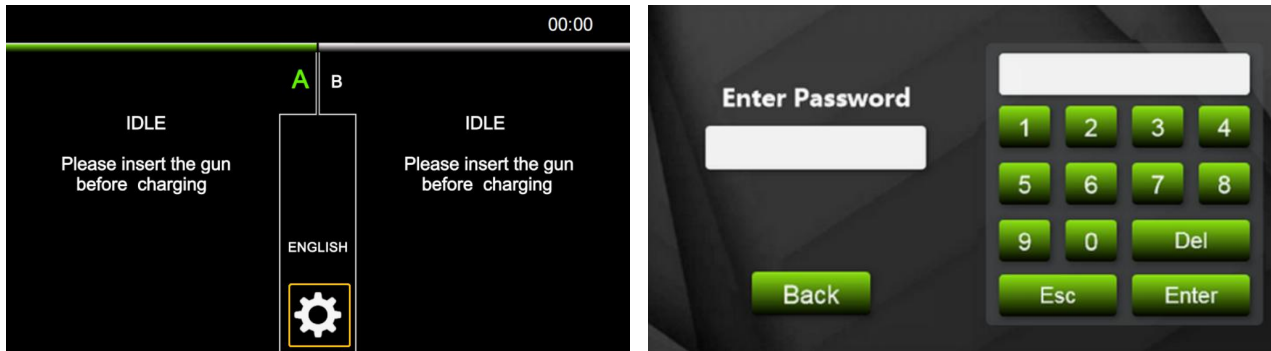 00:00
A B
IDLE
Please insert the gun
before charging
IDLE
Please insert the gun
before charging
ENGLISH
Enter Password
1 2 3 4
5 6 7 8
9 0 Del
Esc Enter
Back